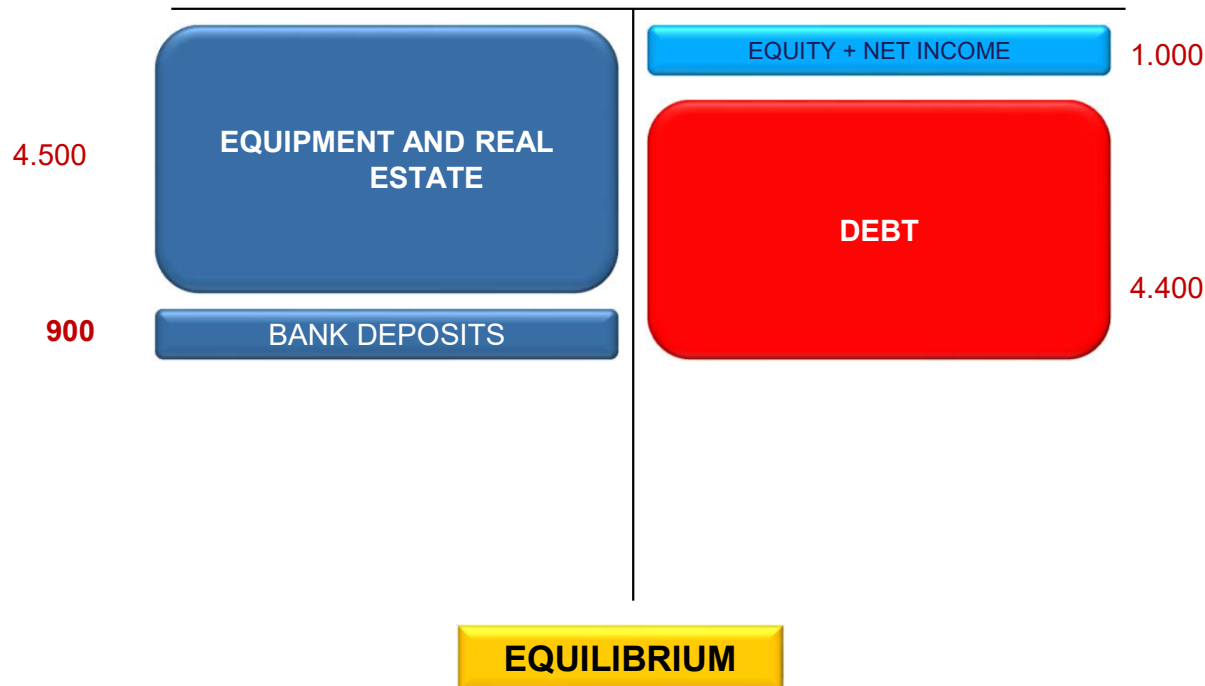 EQUITY + NET INCOME
1.000
4.500
EQUIPMENT AND REAL
ESTATE
DEBT
4.400
900
BANK DEPOSITS
EQUILIBRIUM